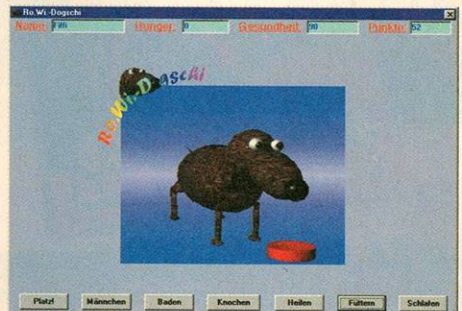 Ro.Wi.-Dogschi
Name: Hunger: 0 Gesundheit: 90 Punkte: 52
Ro.Wi-Dogschi
Platz! Männchen Baden Knochen Heilen Füttern Schlafen